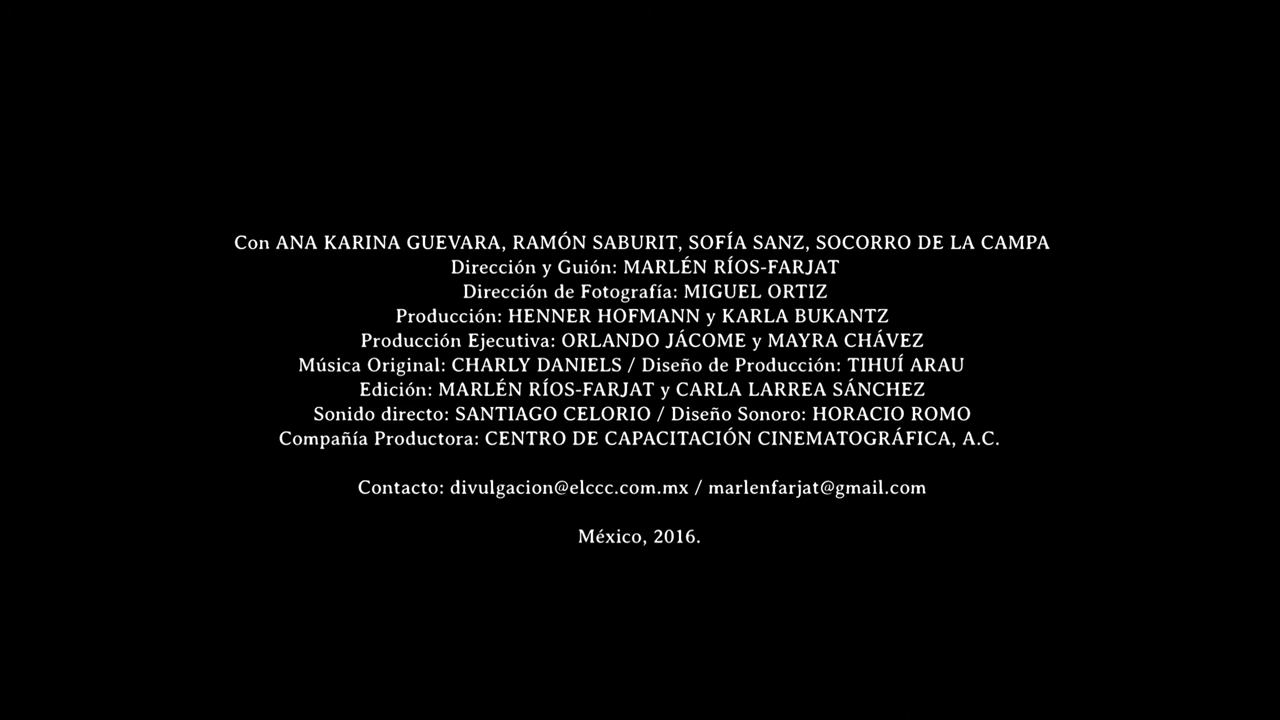 Con ANA KARINA GUEVARA, RAMÓN SABURIT, SOFÍA SANZ, SOCORRO DE LA CAMPA
Dirección y Guión: MARLÉN RÍOS-FARJAT
Dirección de Fotografía: MIGUEL ORTIZ
Producción: HENNER HOFMANN y KARLA BUKANTZ
Producción Ejecutiva: ORLANDO JÁCOME y MAYRA CHÁVEZ
Música Original: CHARLY DANIELS / Diseño de Producción: TIHUÍ ARAU
Edición: MARLÉN RÍOS-FARJAT y CARLA LARREA SÁNCHEZ
Sonido directo: SANTIAGO CELORIO / Diseño Sonoro: HORACIO ROMO
Compañía Productora: CENTRO DE CAPACITACIÓN CINEMATOGRÁFICA, A.C.
Contacto: divulgacion@elccc.com.mx / marlenfarjat@gmail.com
México, 2016.